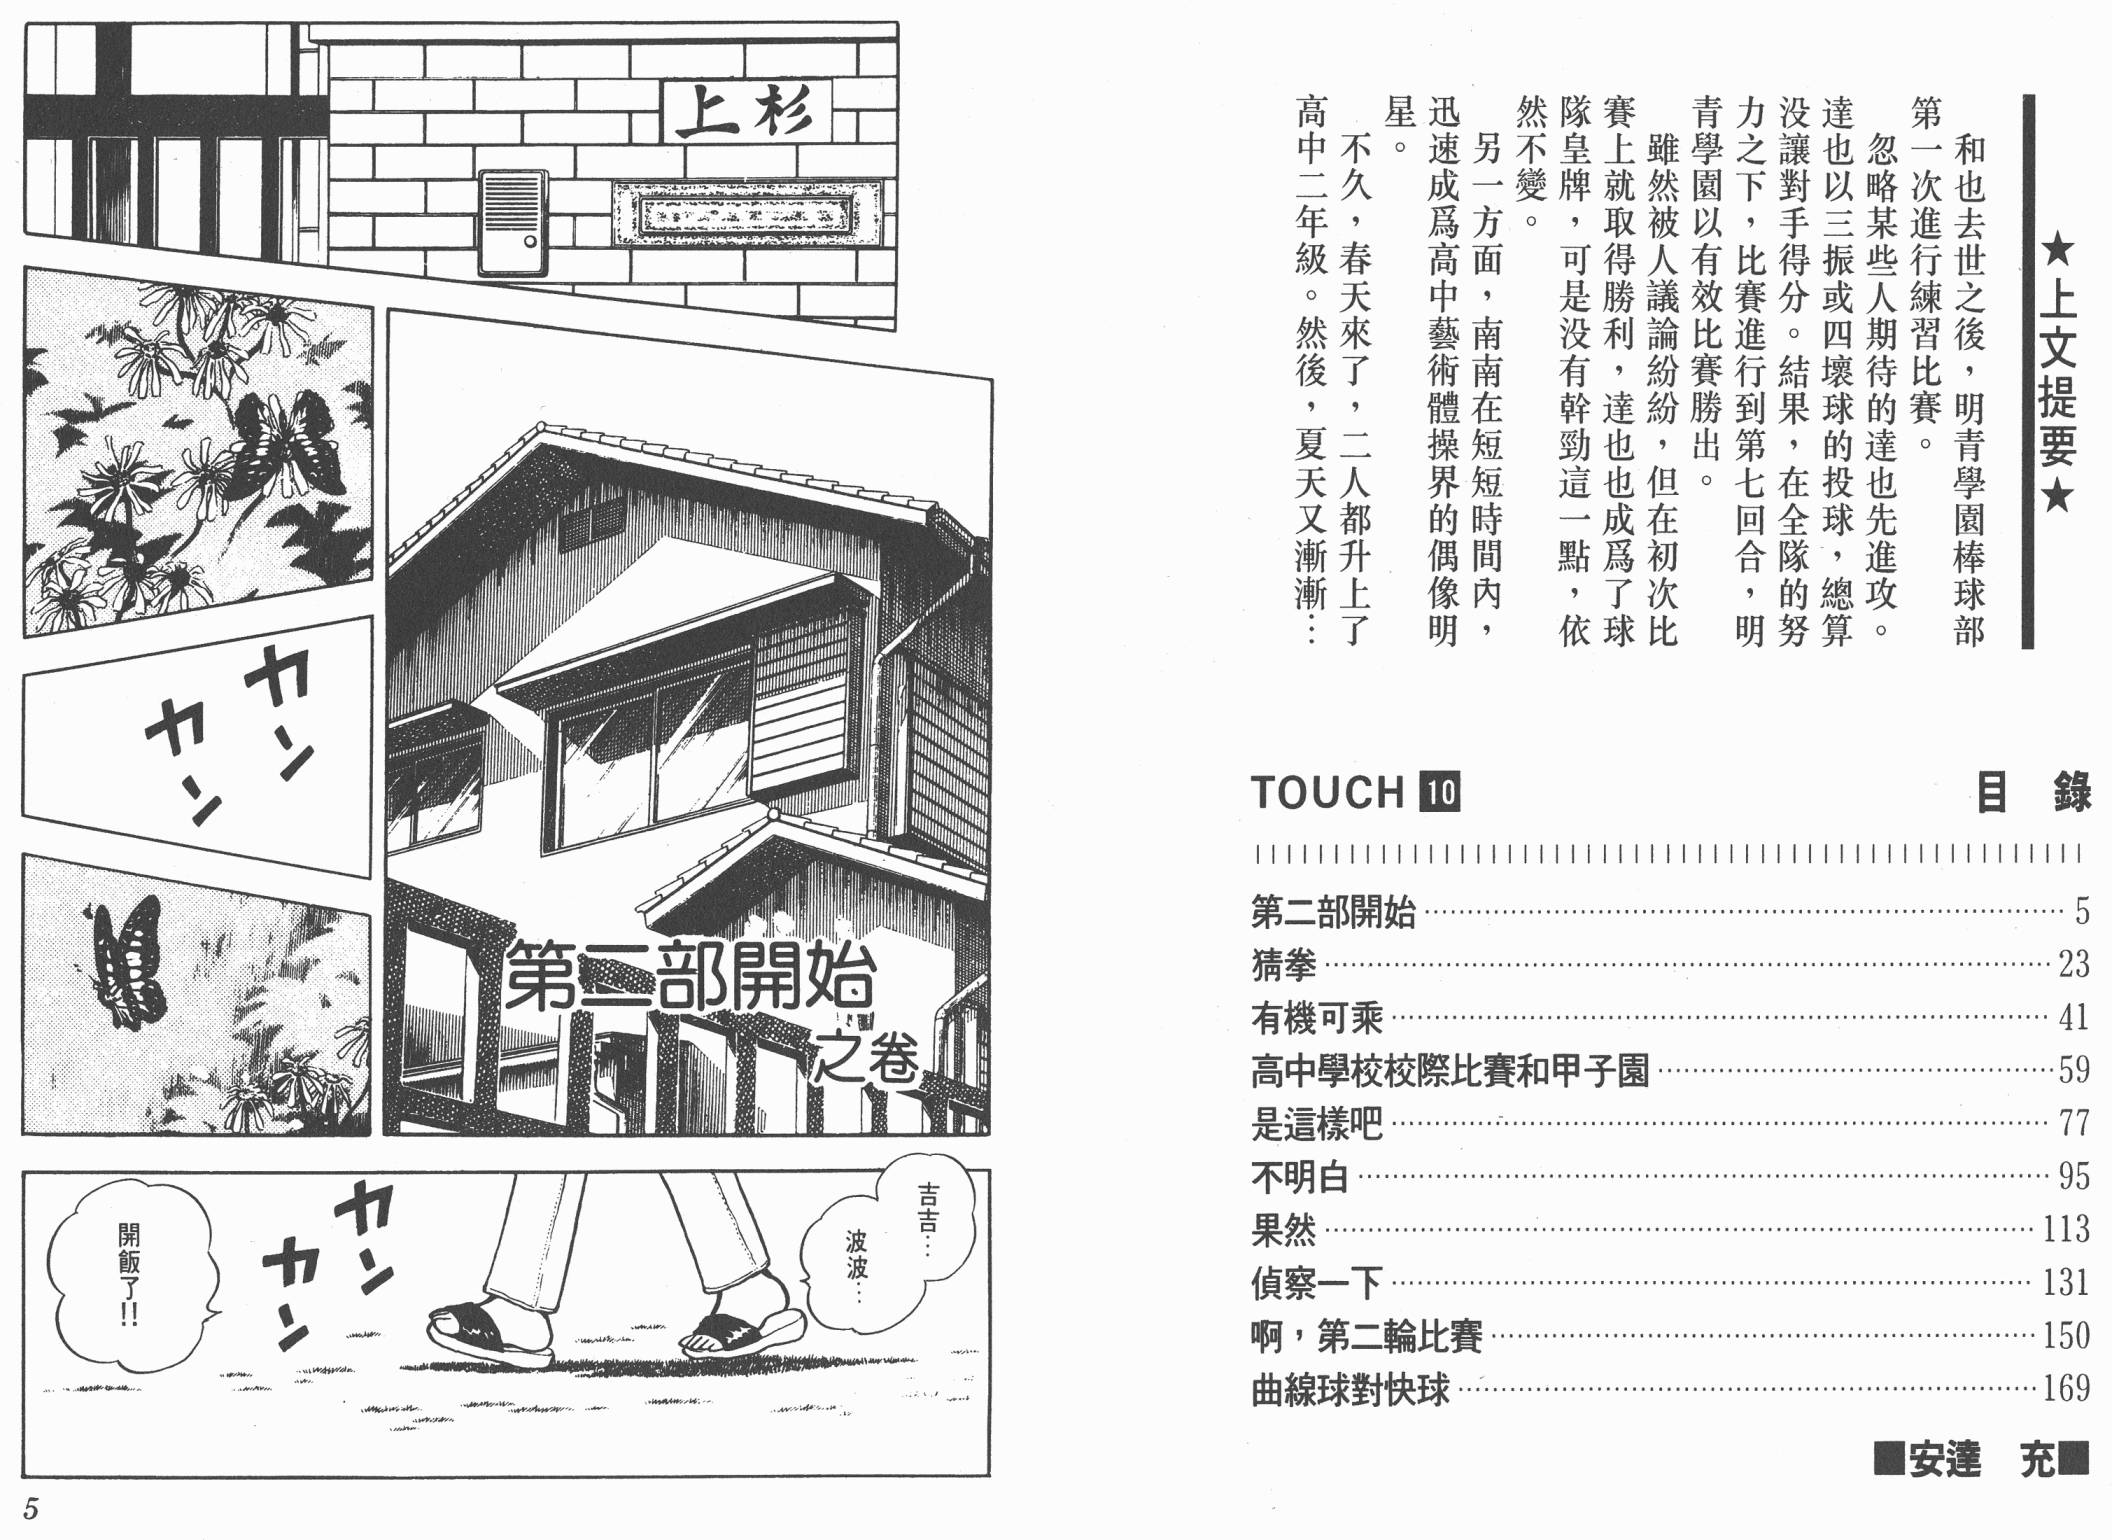 ★上文提要★
和也去世之後，明青學園棒球部
第一次進行練習比賽。
忽略某些人期待的達也先進攻。
達也以三振或四壞球的投球，總算
没讓對手得分。結果，在全隊的努
力之下，比賽進行到第七回合，明
青學園以有效比賽勝出。
雖然被人議論紛紛，但在初次比
賽上就取得勝利，達也也成爲了球
隊皇牌，可是没有幹勁這一點，依
然不變。
另一方面，南南在短短時間內，
迅速成爲高中藝術體操界的偶像明
星。
不久，春天來了，二人都升上了
高中二年級。然後，夏天又漸漸…
TOUCH 10
目　錄
第二部開始…5
猜拳…23
有機可乘…41
高中學校校際比賽和甲子園…59
是這樣吧…77
不明白…95
果然…113
偵察一下…131
啊，第二輪比賽…150
曲線球對快球…169
■安達　充■
上杉
カン
カン
第二部開始
之卷
吉吉…
波波…
カン
カン
開飯了!!
5